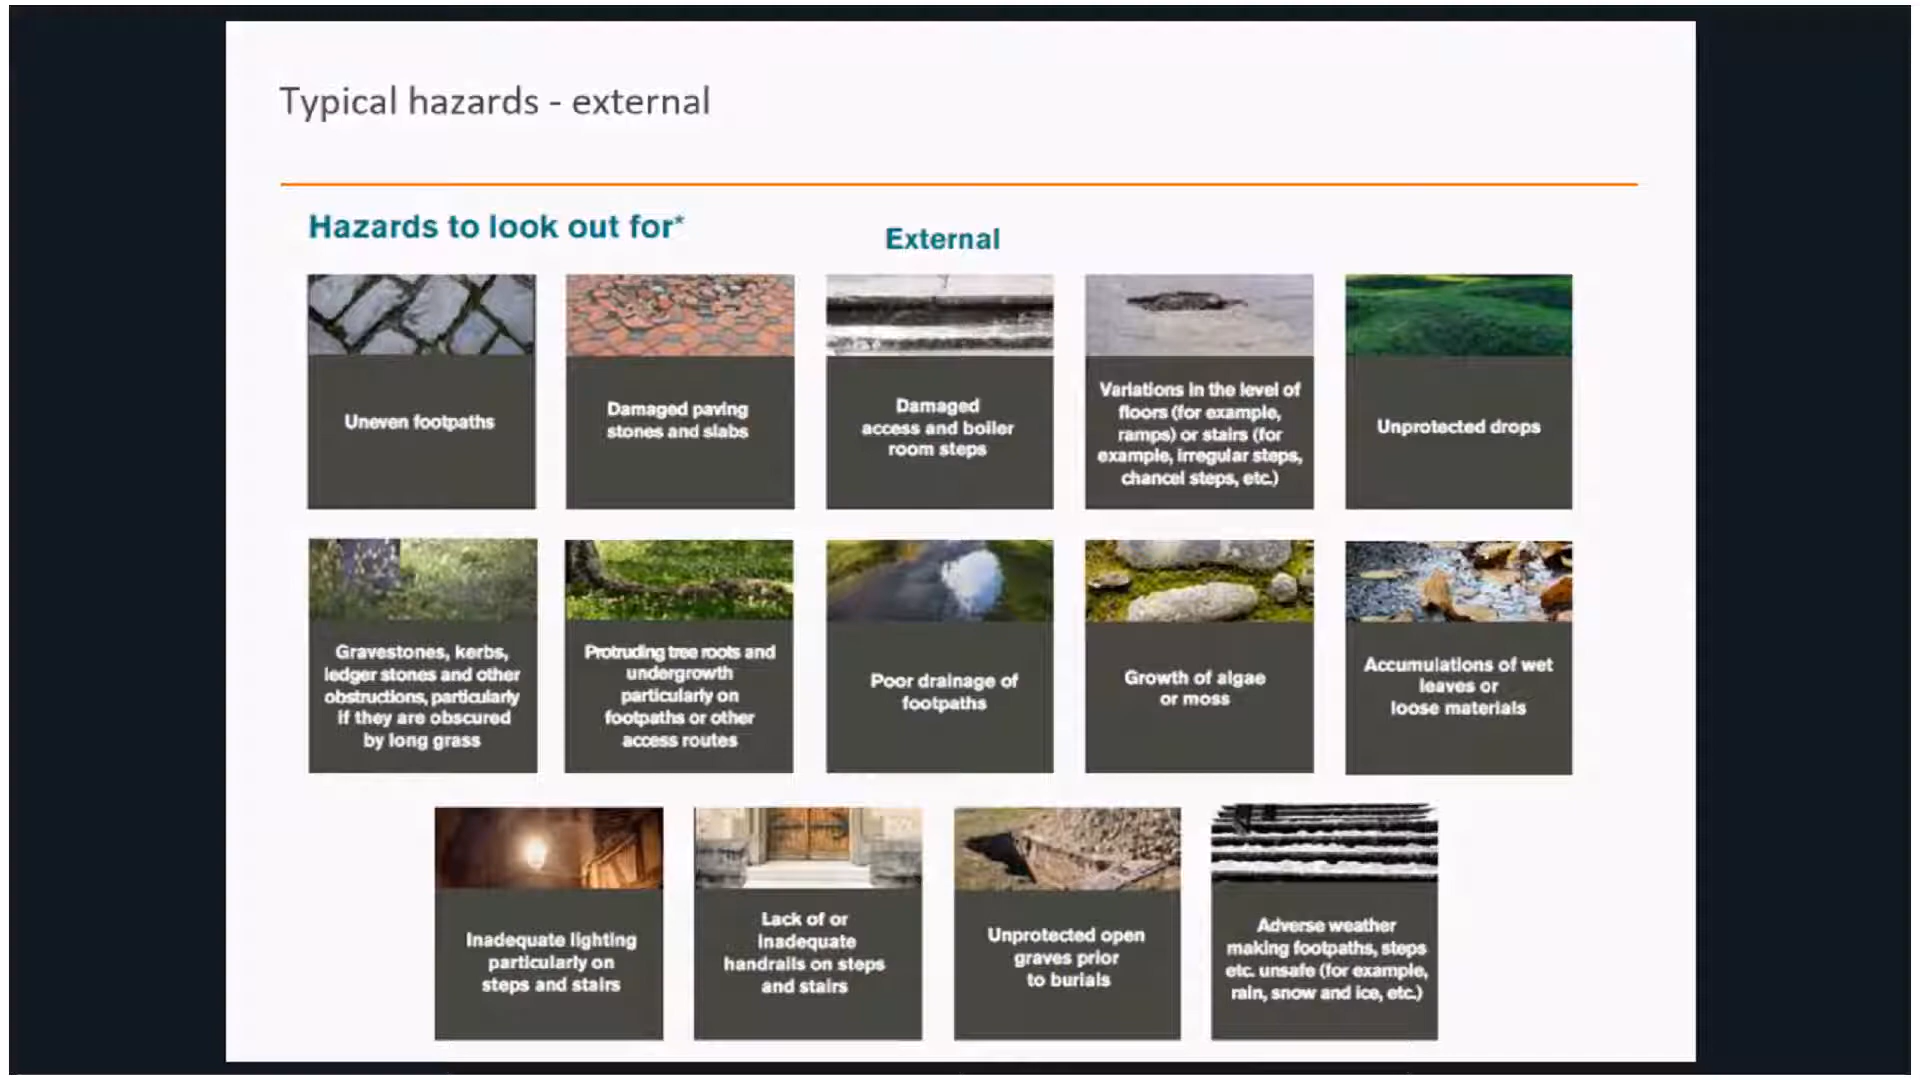 Typical hazards - external
Hazards to look out for*
External
Uneven footpaths
Damaged paving
stones and slabs
Damaged
access and boiler
room steps
Variations in the level of
floors (for example,
ramps) or stairs (for
example, irregular steps,
chancel steps, etc.)
Unprotected drops
Gravestones, kerbs,
ledger stones and other
obstructions, particularly
if they are obscured
by long grass
Protruding tree roots and
undergrowth
particularly on
footpaths or other
access routes
Poor drainage of
footpaths
Growth of algae
or moss
Accumulations of wet
leaves or
loose materials
Inadequate lighting
particularly on
steps and stairs
Lack of or
inadequate
handrails on steps
and stairs
Unprotected open
graves prior
to burials
Adverse weather
making footpaths, steps
etc. unsafe (for example,
rain, snow and ice, etc.)